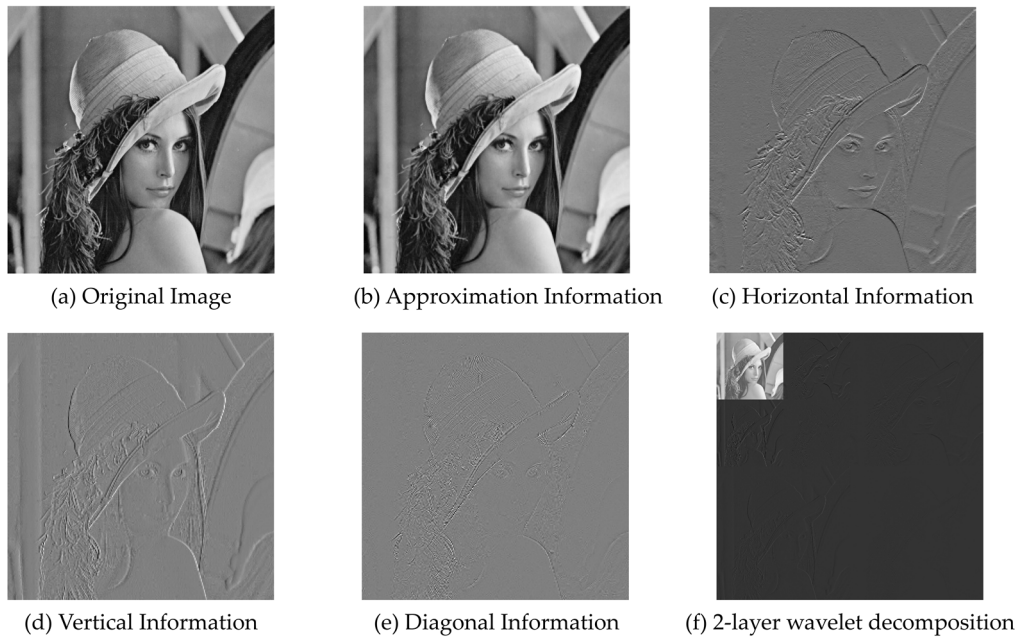 (a) Original Image
(b) Approximation Information
(c) Horizontal Information
(d) Vertical Information
(e) Diagonal Information
(f) 2-layer wavelet decomposition